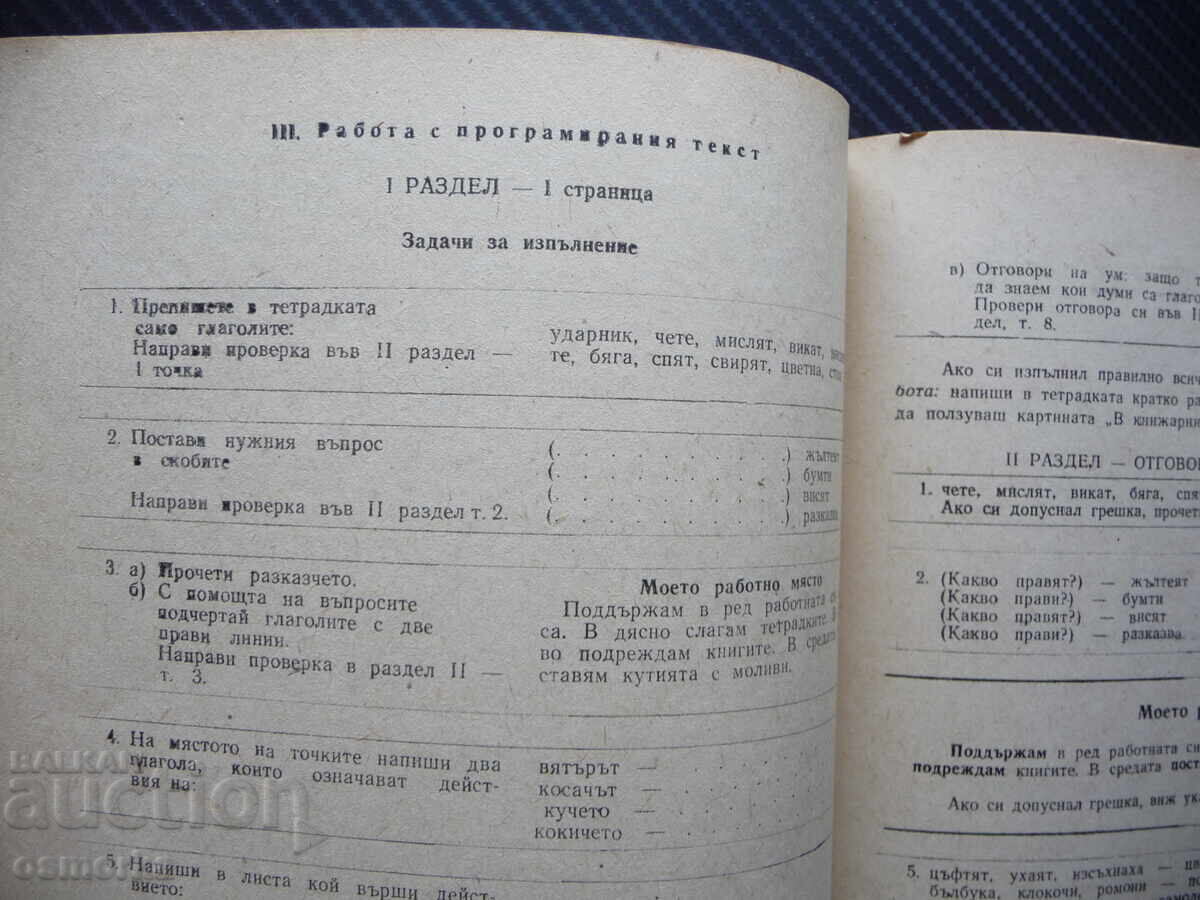 III. Работа с програмирания текст
I РАЗДЕЛ — 1 страница
Задачи за изпълнение
1. Препишете в тетрадката
само глаголите:
Направи проверка във II раздел —
1 точка
ударник, чете, мислят, викат,
те, бяга, спят, свирят, цветна,
2. Постави нужния въпрос
в скобите
Направи проверка във II раздел т. 2.
(. . . . . . . . . .) жълтеят
(. . . . . . . . . .) бумти
(. . . . . . . . . .) висят
(. . . . . . . . . .) разказва
3. а) Прочети разказчето.
б) С помощта на въпросите
подчертай глаголите с две
прави линии.
Направи проверка в раздел II —
т. 3.
Моето работно място
Поддържам в ред работната
са. В дясно слагам тетрадките.
во подреждам книгите. В средата
ставям кутията с моливи.
4. На мястото на точките напиши два
глагола, които означават дейст-
вия на:
вятърът —
косачът —
кучето —
кокичето —
5. Напиши в листа кой върши дейст-
вието:
в) Отговори на ум: защо
да знаем кои думи са
Провери отговора си във
дел, т. 8.
Ако си изпълнил правилно
бота: напиши в тетрадката кратко
да ползуваш картината „В
II РАЗДЕЛ —
1. чете, мислят, викат, бяга,
Ако си допуснал грешка,
2. (Какво правят?) — жълтеят
(Какво прави?) — бумти
(Какво правят?) — висят
(Какво прави?) — разказва.
Моето
Поддържам в ред работната
подреждам книгите. В средата
Ако си допуснал грешка, виж
5. цъфтят, ухаят, изсъхнаха —
бълбука, клокочи, ромони —
БАЛКАН
auction
osmc